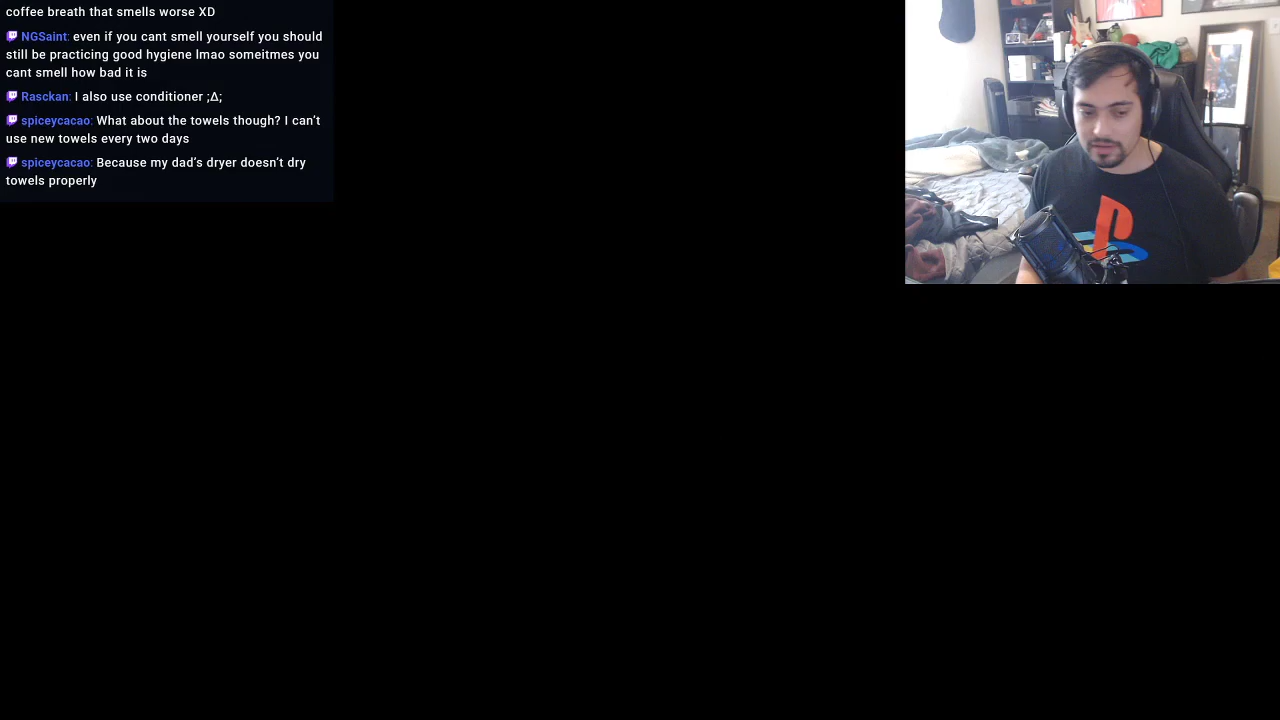 coffee breath that smells worse XD
NGSaint: even if you cant smell yourself you should
still be practicing good hygiene lmao someitmes you
cant smell how bad it is
Rasckan: I also use conditioner ;Δ;
spiceycacao: What about the towels though? I can't
use new towels every two days
spiceycacao: Because my dad's dryer doesn't dry
towels properly